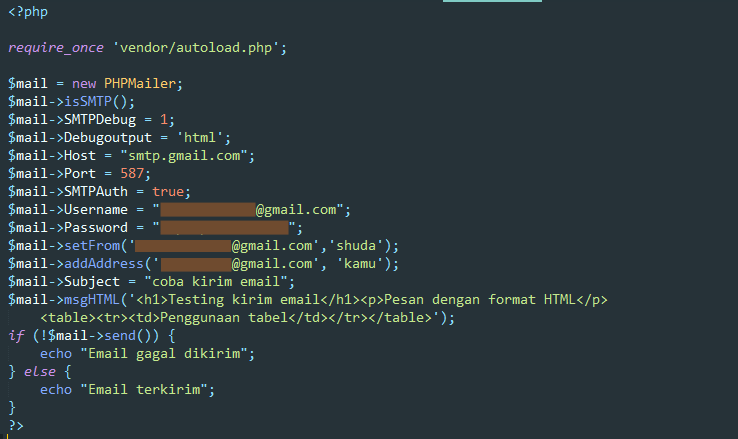 <?php
require_once 'vendor/autoload.php';
$mail = new PHPMailer;
$mail->isSMTP();
$mail->SMTPDebug = 1;
$mail->Debugoutput = 'html';
$mail->Host = "smtp.gmail.com";
$mail->Port = 587;
$mail->SMTPAuth = true;
$mail->Username = "@gmail.com";
$mail->Password = "";
$mail->setFrom('@gmail.com','shuda');
$mail->addAddress('@gmail.com', 'kamu');
$mail->Subject = "coba kirim email";
$mail->msgHTML('<h1>Testing kirim email</h1><p>Pesan dengan format HTML</p>
<table><tr><td>Penggunaan tabel</td></tr></table>');
if (!$mail->send()) {
echo "Email gagal dikirim";
} else {
echo "Email terkirim";
}
?>